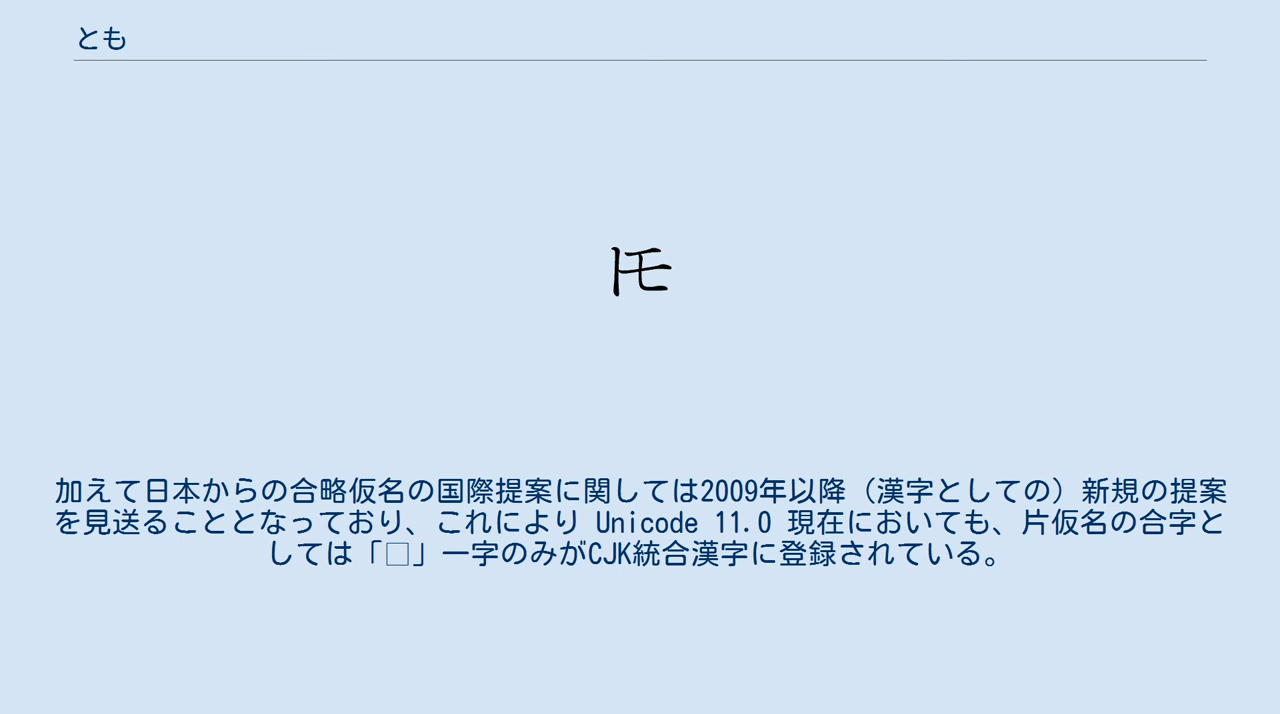 とも
𪜈
加えて日本からの合略仮名の国際提案に関しては2009年以降（漢字としての）新規の提案
を見送ることとなっており、これにより Unicode 11.0 現在においても、片仮名の合字と
しては「□」一字のみがCJK統合漢字に登録されている。